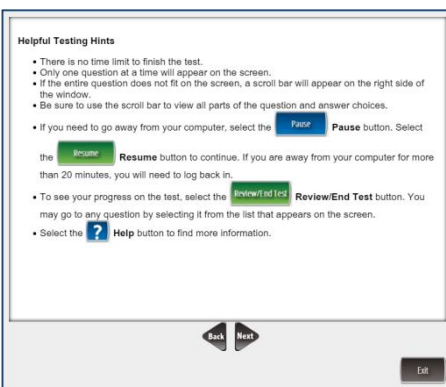 Helpful Testing Hints
• There is no time limit to finish the test.
• Only one question at a time will appear on the screen.
• If the entire question does not fit on the screen, a scroll bar will appear on the right side of
the window.
• Be sure to use the scroll bar to view all parts of the question and answer choices.
• If you need to go away from your computer, select the Pause Pause button. Select
the Resume Resume button to continue. If you are away from your computer for more
than 20 minutes, you will need to log back in.
• To see your progress on the test, select the Review/End Test Review/End Test button. You
may go to any question by selecting it from the list that appears on the screen.
• Select the ? Help button to find more information.
Back Next
Exit